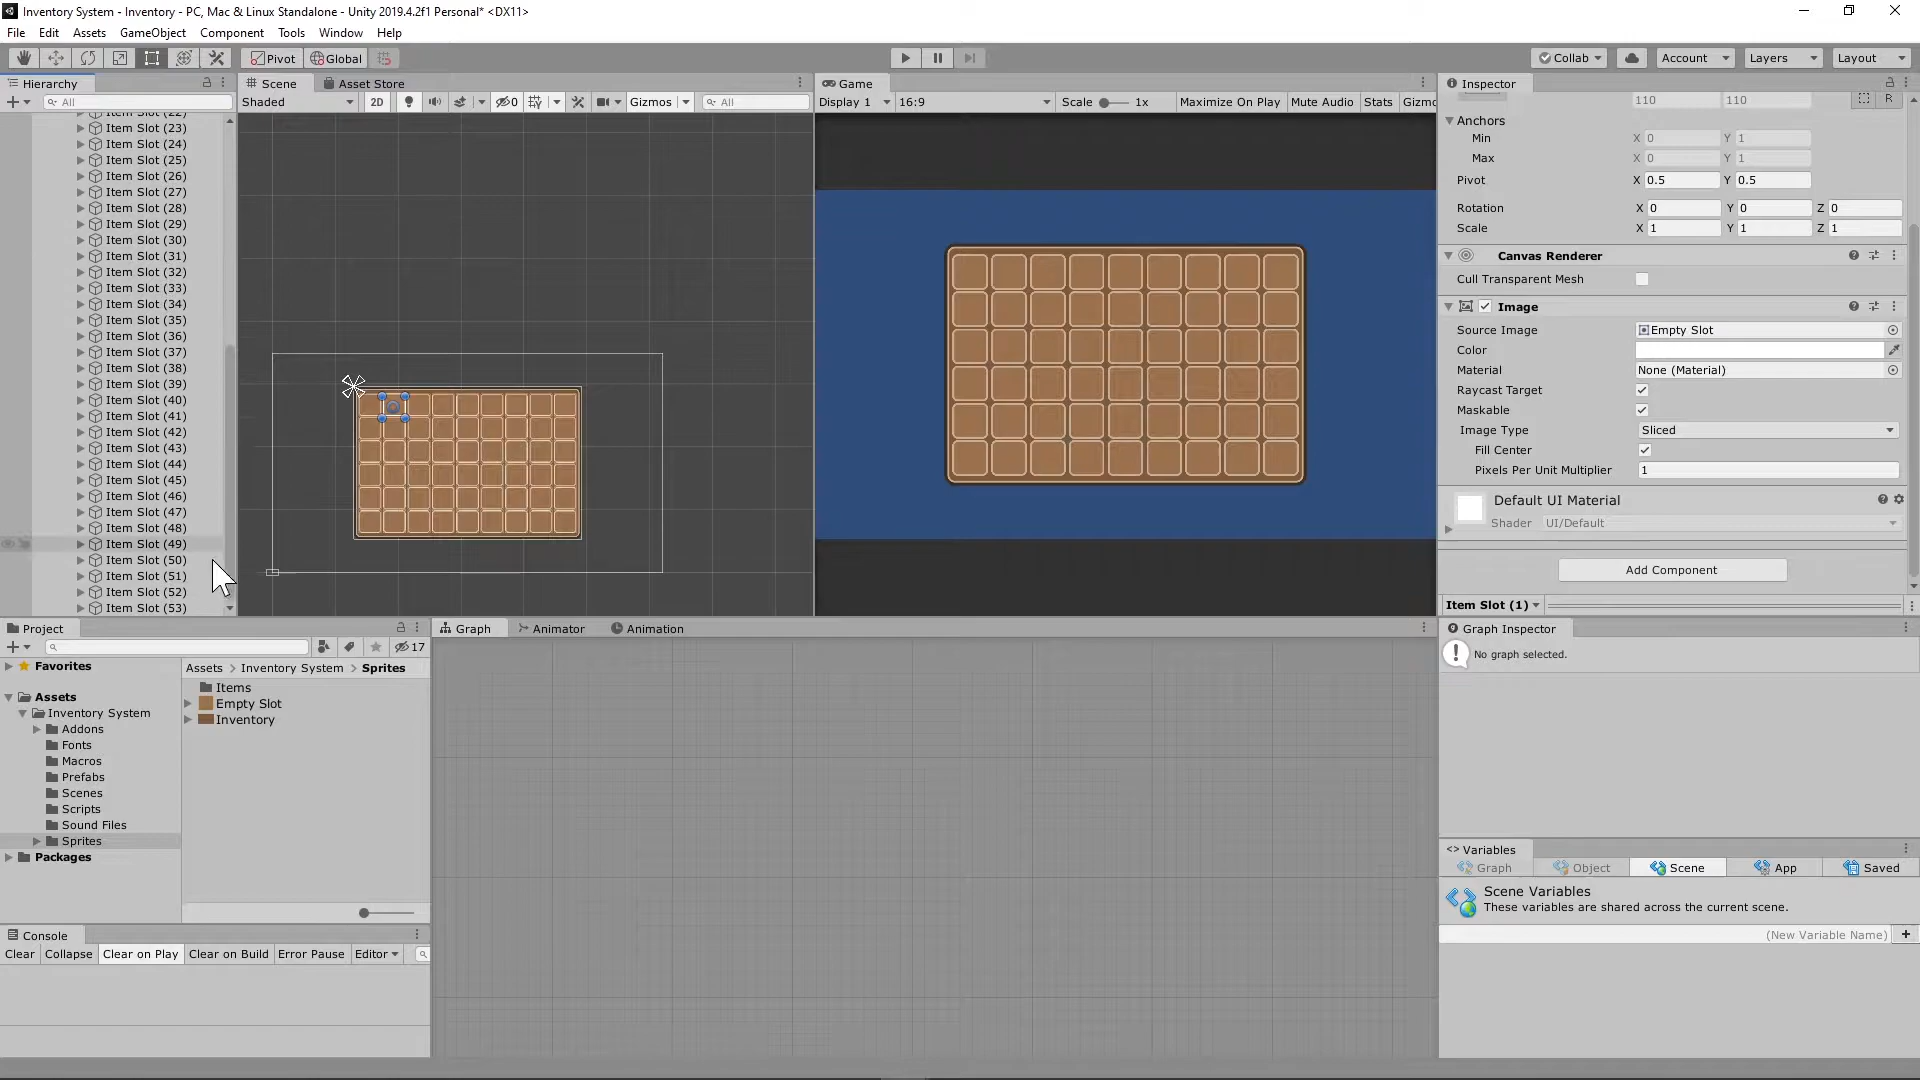 Inventory System - Inventory - PC, Mac & Linux Standalone - Unity 2019.4.2f1 Personal* <DX11>
File Edit Assets GameObject Component Tools Window Help
Pivot Global Collab Account Layers Layout
Hierarchy
All
Item Slot (22)
Item Slot (23)
Item Slot (24)
Item Slot (25)
Item Slot (26)
Item Slot (27)
Item Slot (28)
Item Slot (29)
Item Slot (30)
Item Slot (31)
Item Slot (32)
Item Slot (33)
Item Slot (34)
Item Slot (35)
Item Slot (36)
Item Slot (37)
Item Slot (38)
Item Slot (39)
Item Slot (40)
Item Slot (41)
Item Slot (42)
Item Slot (43)
Item Slot (44)
Item Slot (45)
Item Slot (46)
Item Slot (47)
Item Slot (48)
Item Slot (49)
Item Slot (50)
Item Slot (51)
Item Slot (52)
Item Slot (53)
Scene Asset Store
Shaded 2D 0 Gizmos All
Game
Display 1 16:9 Scale 1x Maximize On Play Mute Audio Stats Gizmo
Inspector
110 110 R
Anchors
Min X 0 Y 1
Max X 0 Y 1
Pivot X 0.5 Y 0.5
Rotation X 0 Y 0 Z 0
Scale X 1 Y 1 Z 1
Canvas Renderer
Cull Transparent Mesh
Image
Source Image Empty Slot
Color
Material None (Material)
Raycast Target
Maskable
Image Type Sliced
Fill Center
Pixels Per Unit Multiplier 1
Default UI Material
Shader UI/Default
Add Component
Item Slot (1)
Project
17
Favorites
Assets
Inventory System
Addons
Fonts
Macros
Prefabs
Scenes
Scripts
Sound Files
Sprites
Packages
Assets > Inventory System > Sprites
Items
Empty Slot
Inventory
Console
Clear Collapse Clear on Play Clear on Build Error Pause Editor
Graph Animator Animation
Graph Inspector
No graph selected.
<> Variables
Graph Object Scene App Saved
Scene Variables
These variables are shared across the current scene.
(New Variable Name)